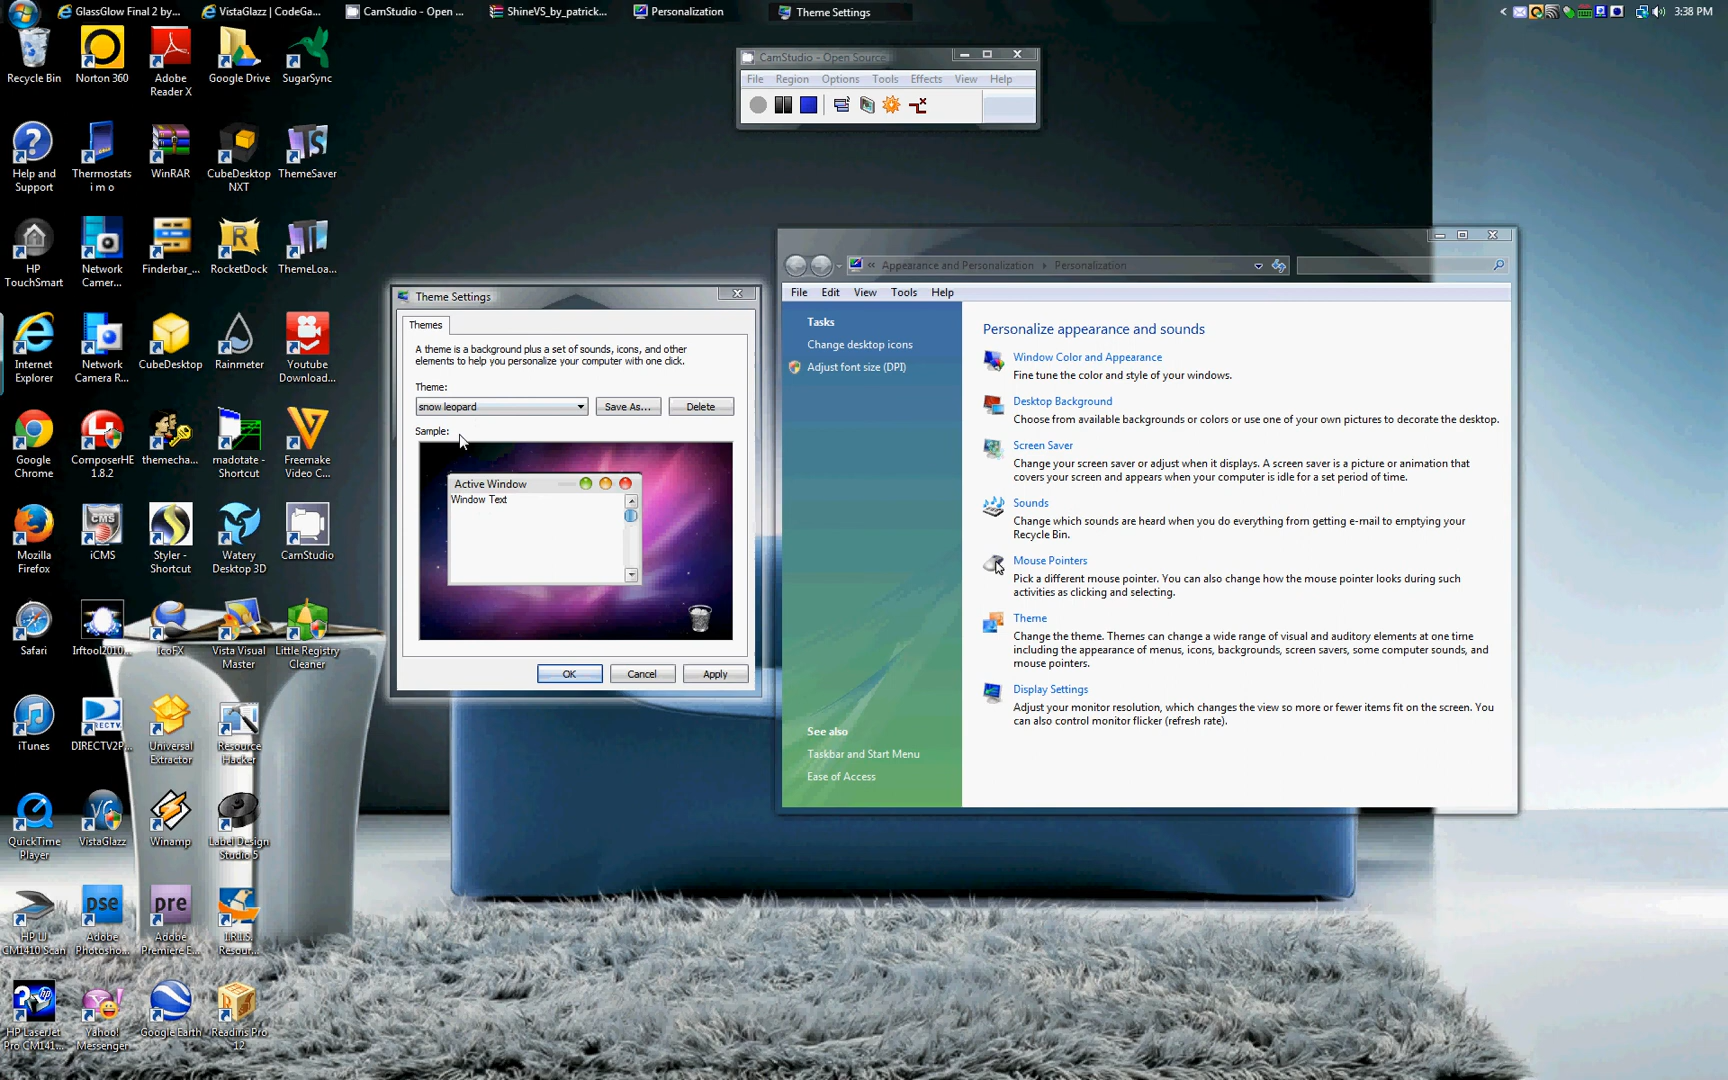 GlassGlow Final 2 by...
VistaGlazz | CodeGa...
CamStudio - Open ...
ShineVS_by_patrick...
Personalization
Theme Settings
<
3:38 PM
Recycle Bin
Norton 360
Adobe
Reader X
Google Drive
SugarSync
Help and
Support
Thermostats
i m o
WinRAR
CubeDesktop
NXT
ThemeSaver
HP
TouchSmart
Network
Camer...
Finderbar_...
RocketDock
ThemeLoa...
Internet
Explorer
Network
Camera R...
CubeDesktop
Rainmeter
Youtube
Download...
Google
Chrome
ComposerHE
1.8.2
themecha...
madotate -
Shortcut
Freemake
Video C...
Mozilla
Firefox
iCMS
Styler -
Shortcut
Watery
Desktop 3D
CamStudio
Safari
Irftool2010...
IcoFX
Vista Visual
Master
Little Registry
Cleaner
iTunes
DIRECTV2P...
Universal
Extractor
Resource
Hacker
QuickTime
Player
VistaGlazz
Winamp
Label Design
Studio 5
HP LJ
CM1410 Scan
pse
Adobe
Photosho...
pre
Adobe
Premiere E...
I.R.I.S.
Resour...
HP LaserJet
Pro CM141...
Yahoo!
Messenger
Google Earth
Readiris Pro
12
CamStudio - Open Source
File Region Options Tools Effects View Help
Theme Settings
Themes
A theme is a background plus a set of sounds, icons, and other
elements to help you personalize your computer with one click.
Theme:
snow leopard
Save As...
Delete
Sample:
Active Window
Window Text
OK
Cancel
Apply
« Appearance and Personalization ▸ Personalization
File Edit View Tools Help
Tasks
Change desktop icons
Adjust font size (DPI)
See also
Taskbar and Start Menu
Ease of Access
Personalize appearance and sounds
Window Color and Appearance
Fine tune the color and style of your windows.
Desktop Background
Choose from available backgrounds or colors or use one of your own pictures to decorate the desktop.
Screen Saver
Change your screen saver or adjust when it displays. A screen saver is a picture or animation that
covers your screen and appears when your computer is idle for a set period of time.
Sounds
Change which sounds are heard when you do everything from getting e-mail to emptying your
Recycle Bin.
Mouse Pointers
Pick a different mouse pointer. You can also change how the mouse pointer looks during such
activities as clicking and selecting.
Theme
Change the theme. Themes can change a wide range of visual and auditory elements at one time
including the appearance of menus, icons, backgrounds, screen savers, some computer sounds, and
mouse pointers.
Display Settings
Adjust your monitor resolution, which changes the view so more or fewer items fit on the screen. You
can also control monitor flicker (refresh rate).